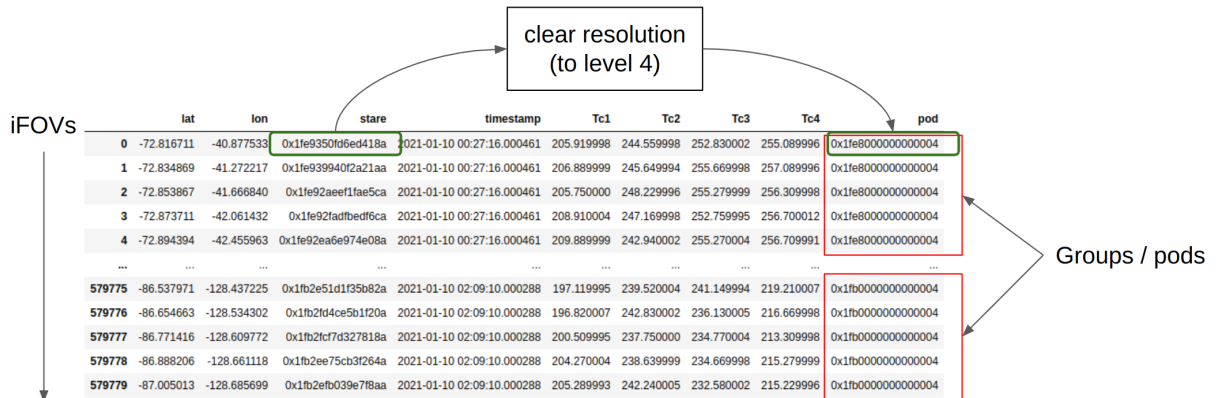 clear resolution
(to level 4)
iFOVs
lat lon stare timestamp Tc1 Tc2 Tc3 Tc4 pod
0 -72.816711 -40.877533 0x1fe9350fd6ed418a 2021-01-10 00:27:16.000461 205.919998 244.559998 252.830002 255.089996 0x1fe8000000000004
1 -72.834869 -41.272217 0x1fe939940f2a21aa 2021-01-10 00:27:16.000461 206.889999 245.649994 255.669998 257.089996 0x1fe8000000000004
2 -72.853867 -41.666840 0x1fe92aeef1fae5ca 2021-01-10 00:27:16.000461 205.750000 248.229996 255.279999 256.309998 0x1fe8000000000004
3 -72.873711 -42.061432 0x1fe92fadfbedf6ca 2021-01-10 00:27:16.000461 208.910004 247.169998 252.759995 256.700012 0x1fe8000000000004
4 -72.894394 -42.455963 0x1fe92ea6e974e08a 2021-01-10 00:27:16.000461 209.889999 242.940002 255.270004 256.709991 0x1fe8000000000004
... ... ... ... ... ... ... ... ... ...
Groups / pods
579775 -86.537971 -128.437225 0x1fb2e51d1f35b82a 2021-01-10 02:09:10.000288 197.119995 239.520004 241.149994 219.210007 0x1fb0000000000004
579776 -86.654663 -128.534302 0x1fb2fd4ce5b1f20a 2021-01-10 02:09:10.000288 196.820007 242.830002 236.130005 216.669998 0x1fb0000000000004
579777 -86.771416 -128.609772 0x1fb2fcf7d327818a 2021-01-10 02:09:10.000288 200.509995 237.750000 234.770004 213.309998 0x1fb0000000000004
579778 -86.888206 -128.661118 0x1fb2ee75cb3f264a 2021-01-10 02:09:10.000288 204.270004 238.639999 234.669998 215.279999 0x1fb0000000000004
579779 -87.005013 -128.685699 0x1fb2efb039e7f8aa 2021-01-10 02:09:10.000288 205.289993 242.240005 232.580002 215.229996 0x1fb0000000000004